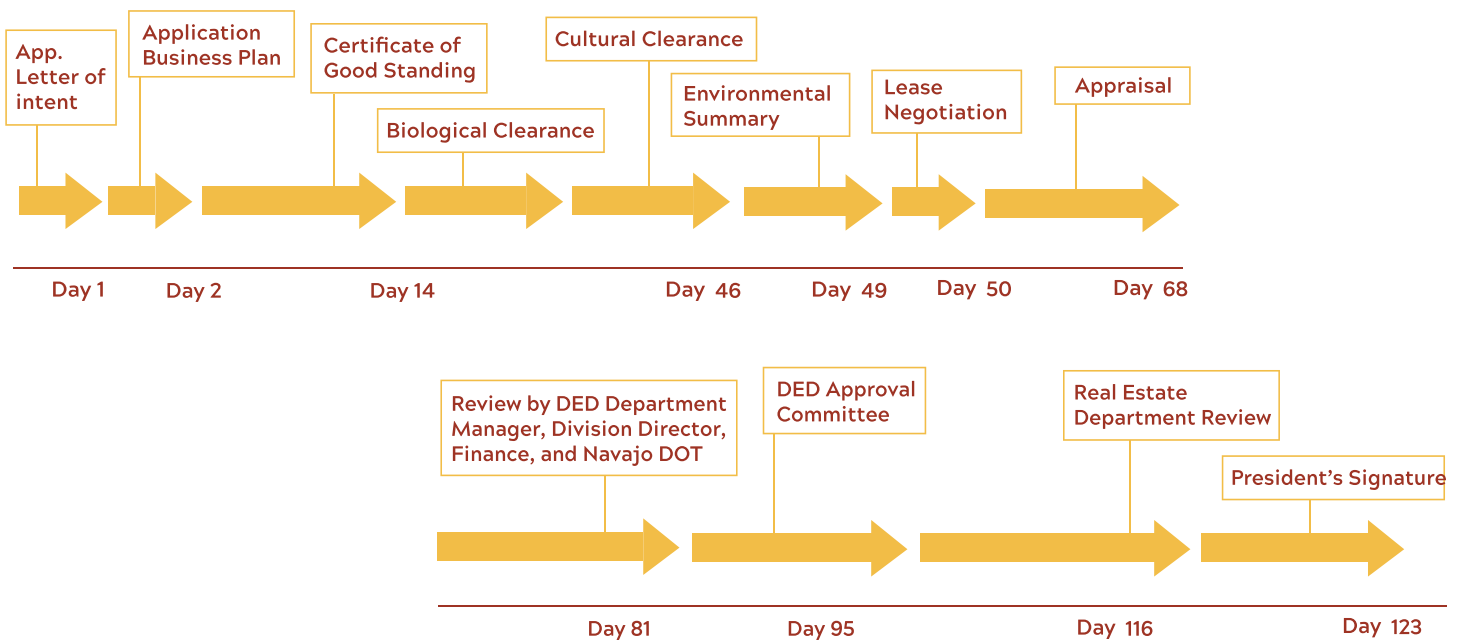 App.
Letter of
intent
Application
Business Plan
Certificate of
Good Standing
Biological Clearance
Cultural Clearance
Environmental
Summary
Lease
Negotiation
Appraisal
Day 1
Day 2
Day 14
Day 46
Day 49
Day 50
Day 68
Review by DED Department
Manager, Division Director,
Finance, and Navajo DOT
DED Approval
Committee
Real Estate
Department Review
President’s Signature
Day 81
Day 95
Day 116
Day 123